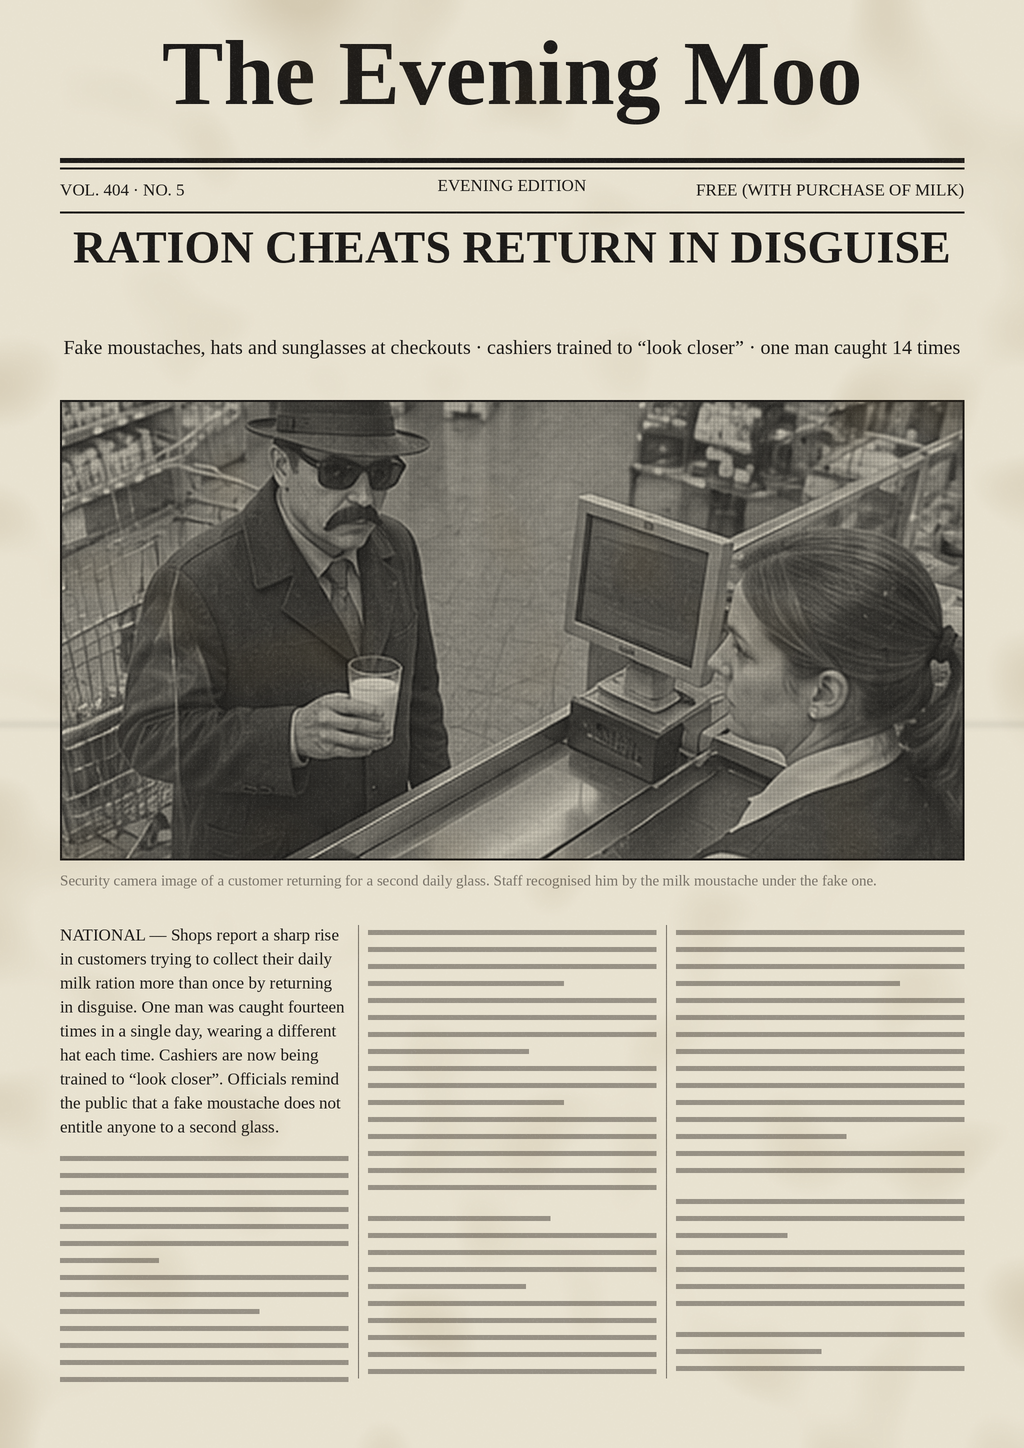 The Evening Moo
VOL. 404 · NO. 5
EVENING EDITION
FREE (WITH PURCHASE OF MILK)
RATION CHEATS RETURN IN DISGUISE
Fake moustaches, hats and sunglasses at checkouts · cashiers trained to “look closer” · one man caught 14 times
Security camera image of a customer returning for a second daily glass. Staff recognised him by the milk moustache under the fake one.
NATIONAL — Shops report a sharp rise
in customers trying to collect their daily
milk ration more than once by returning
in disguise. One man was caught fourteen
times in a single day, wearing a different
hat each time. Cashiers are now being
trained to “look closer”. Officials remind
the public that a fake moustache does not
entitle anyone to a second glass.